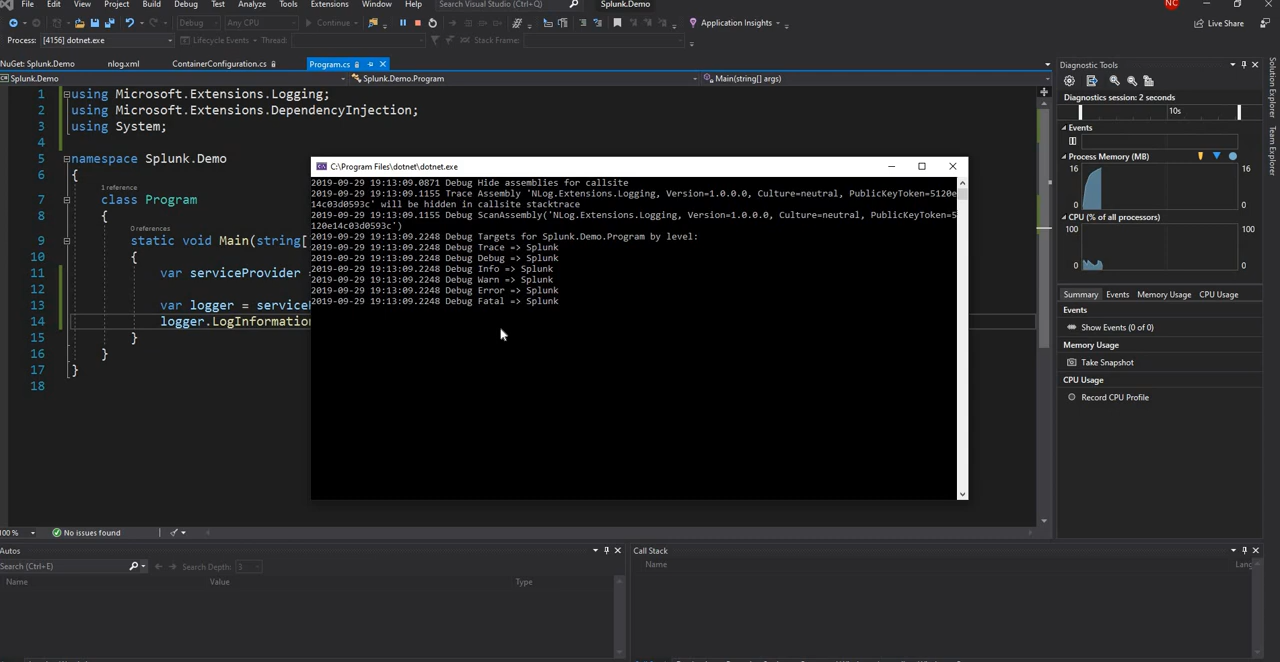 File Edit View Project Build Debug Test Analyze Tools Extensions Window Help Search Visual Studio (Ctrl+Q) Splunk.Demo NC
Debug Any CPU Continue Application Insights Live Share
Process: [4156] dotnet.exe Lifecycle Events Thread: Stack Frame:
NuGet: Splunk.Demo nlog.xml ContainerConfiguration.cs Program.cs
Splunk.Demo Splunk.Demo.Program Main(string[] args)
1 using Microsoft.Extensions.Logging;
2 using Microsoft.Extensions.DependencyInjection;
3 using System;
4
5 namespace Splunk.Demo
6 {
1 reference
7 class Program
8 {
0 references
9 static void Main(string[
10 {
11 var serviceProvider
12
13 var logger = service
14 logger.LogInformation
15 }
16 }
17 }
18
C:\Program Files\dotnet\dotnet.exe
2019-09-29 19:13:09.0871 Debug Hide assemblies for callsite
2019-09-29 19:13:09.1155 Trace Assembly 'NLog.Extensions.Logging, Version=1.0.0.0, Culture=neutral, PublicKeyToken=5120e
14c03d0593c' will be hidden in callsite stacktrace
2019-09-29 19:13:09.1155 Debug ScanAssembly('NLog.Extensions.Logging, Version=1.0.0.0, Culture=neutral, PublicKeyToken=5
120e14c03d0593c')
2019-09-29 19:13:09.2248 Debug Targets for Splunk.Demo.Program by level:
2019-09-29 19:13:09.2248 Debug Trace => Splunk
2019-09-29 19:13:09.2248 Debug Debug => Splunk
2019-09-29 19:13:09.2248 Debug Info => Splunk
2019-09-29 19:13:09.2248 Debug Warn => Splunk
2019-09-29 19:13:09.2248 Debug Error => Splunk
2019-09-29 19:13:09.2248 Debug Fatal => Splunk
Diagnostic Tools
Diagnostics session: 2 seconds
10s
Events
Process Memory (MB)
16 16
0 0
CPU (% of all processors)
100 100
0 0
Summary Events Memory Usage CPU Usage
Events
Show Events (0 of 0)
Memory Usage
Take Snapshot
CPU Usage
Record CPU Profile
Solution Explorer
Team Explorer
100% No issues found
Autos
Search (Ctrl+E) Search Depth: 3
Name Value Type
Call Stack
Name Lang